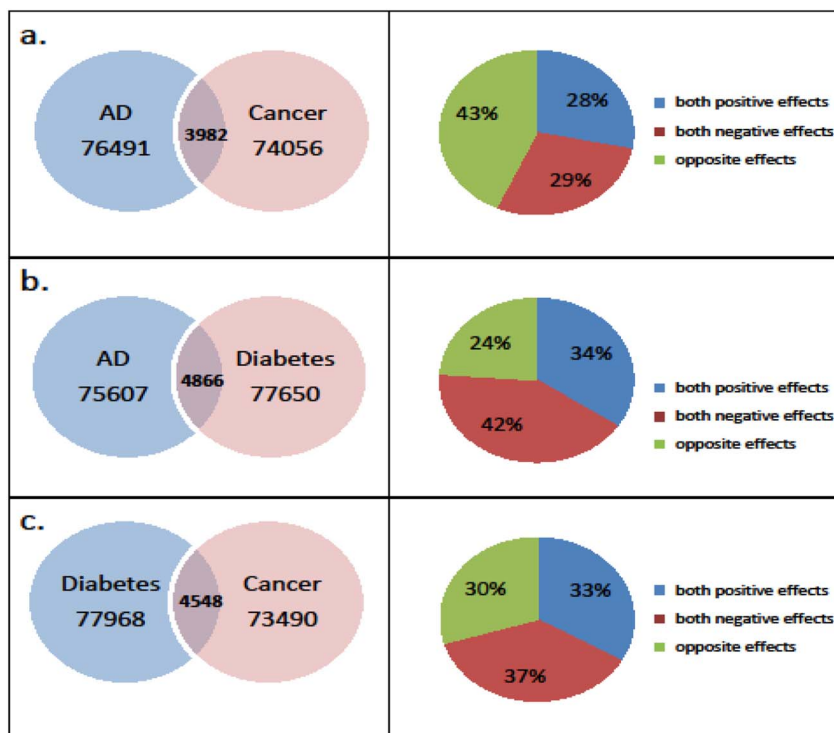 a.
AD
76491
3982
Cancer
74056
28%
29%
43%
both positive effects
both negative effects
opposite effects
b.
AD
75607
4866
Diabetes
77650
34%
42%
24%
both positive effects
both negative effects
opposite effects
c.
Diabetes
77968
4548
Cancer
73490
33%
37%
30%
both positive effects
both negative effects
opposite effects